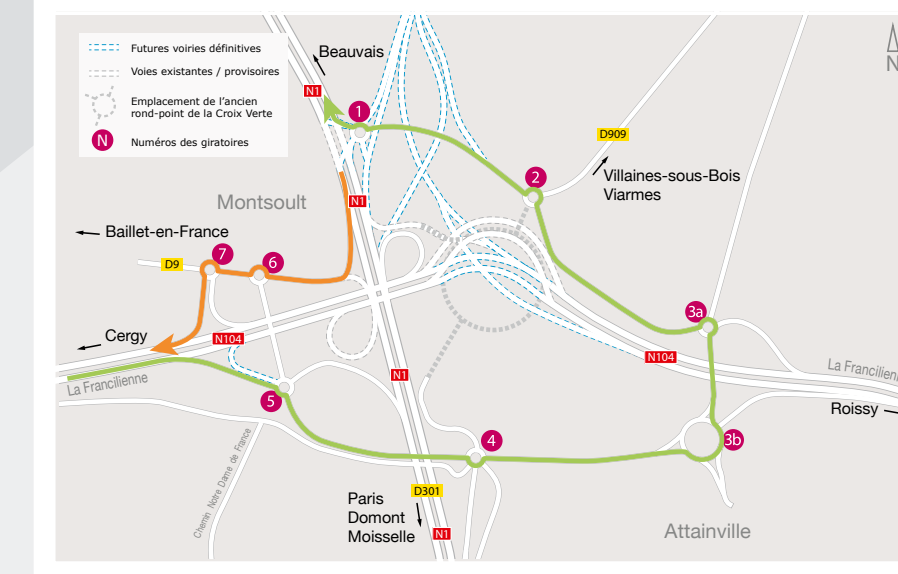 Futures voiries définitives
Voies existantes / provisoires
Emplacement de l'ancien
rond-point de la Croix Verte
N
Numéros des giratoires
Beauvais
N
N1
1
D909
2
Villaines-sous-Bois
Viarmes
Montsoult
N1
Baillet-en-France
7
6
D9
3a
Cergy
N104
N104
La Francilienne
La Francilien
N1
5
Roissy
4
3b
Chemin Notre Dame de France
D301
Paris
Domont
Moisselle
N1
Attainville